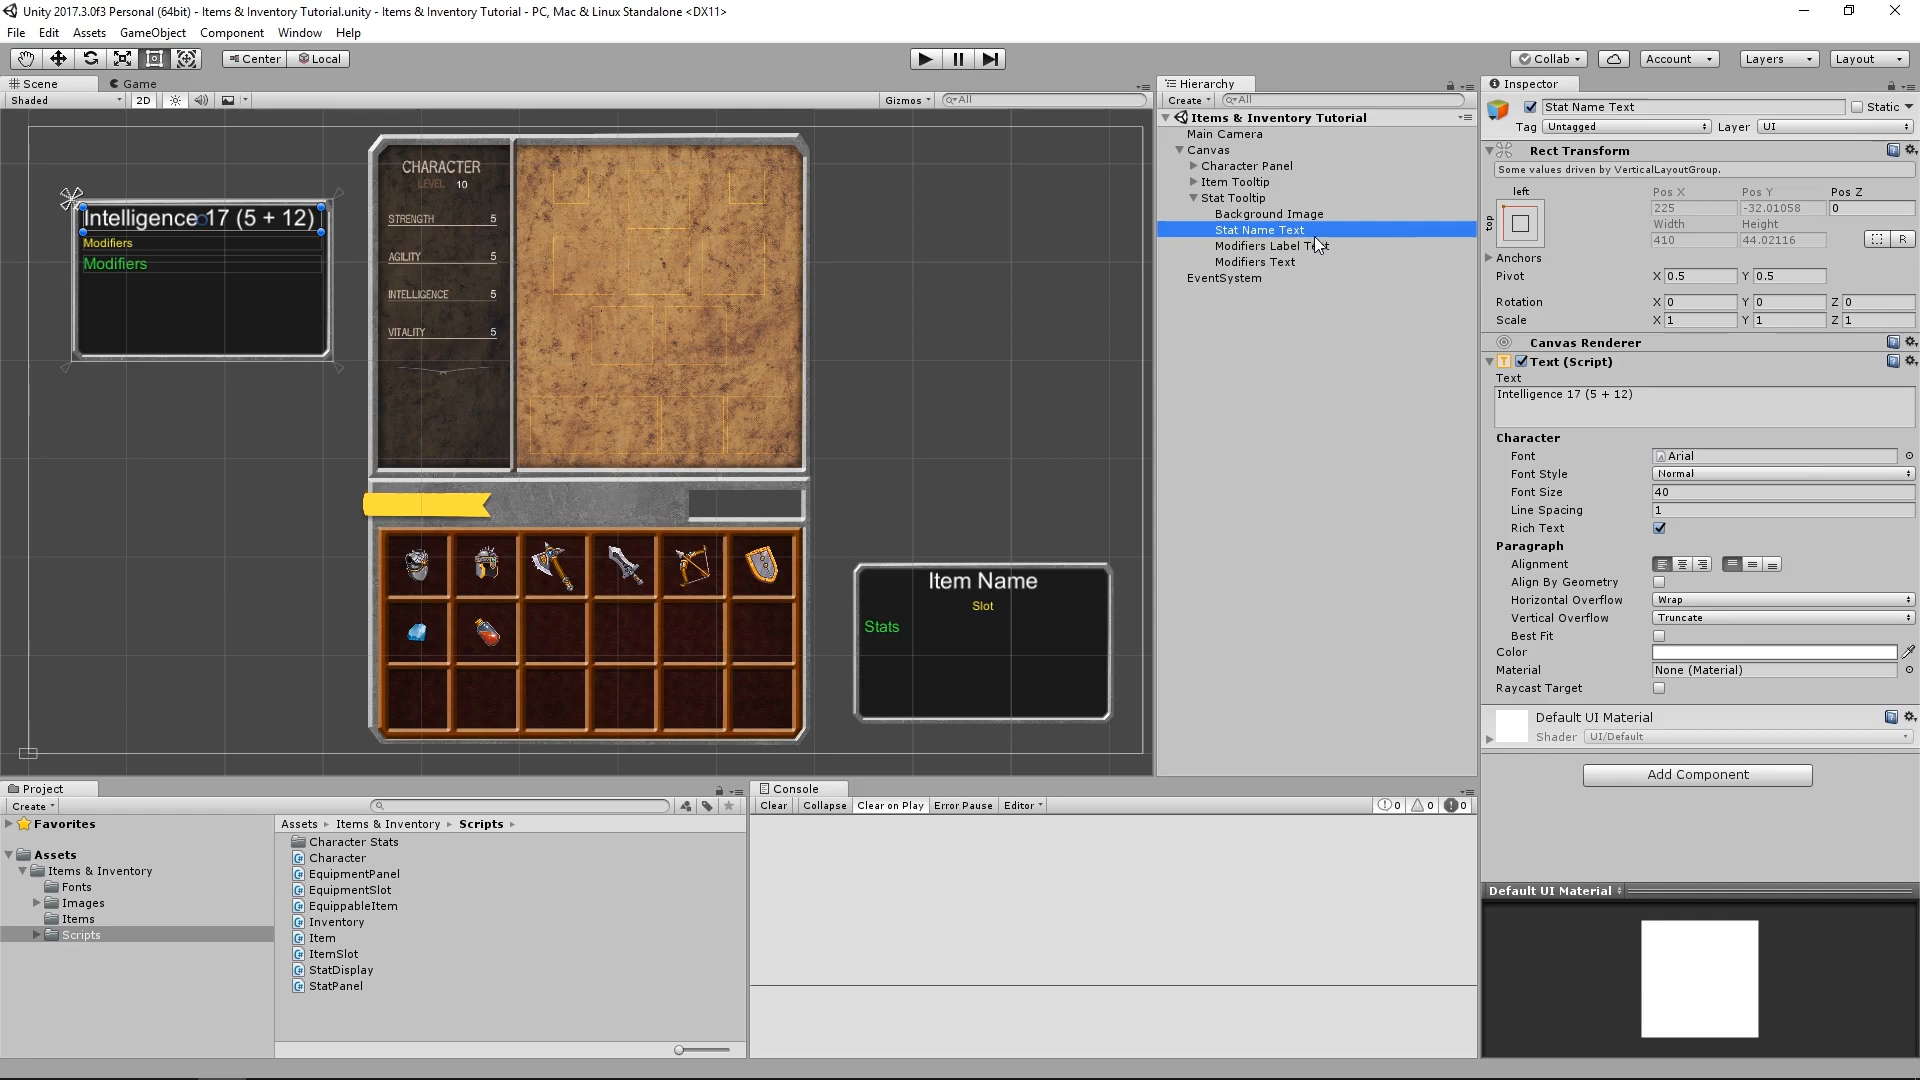 Unity 2017.3.0f3 Personal (64bit) - Items & Inventory Tutorial.unity - Items & Inventory Tutorial - PC, Mac & Linux Standalone <DX11>
File Edit Assets GameObject Component Window Help
Center Local
Collab Account Layers Layout
Scene Game
Shaded 2D Gizmos All
CHARACTER
LEVEL 10
STRENGTH 5
AGILITY 5
INTELLIGENCE 5
VITALITY 5
Intelligence 17 (5 + 12)
Modifiers
Modifiers
Item Name
Slot
Stats
Hierarchy
Create All
Items & Inventory Tutorial
Main Camera
Canvas
Character Panel
Item Tooltip
Stat Tooltip
Background Image
Stat Name Text
Modifiers Label Text
Modifiers Text
EventSystem
Inspector
Stat Name Text Static
Tag Untagged Layer UI
Rect Transform
Some values driven by VerticalLayoutGroup.
left Pos X Pos Y Pos Z
top 225 -32.01058 0
Width Height
410 44.02116 R
Anchors
Pivot X 0.5 Y 0.5
Rotation X 0 Y 0 Z 0
Scale X 1 Y 1 Z 1
Canvas Renderer
Text (Script)
Text
Intelligence 17 (5 + 12)
Character
Font Arial
Font Style Normal
Font Size 40
Line Spacing 1
Rich Text
Paragraph
Alignment
Align By Geometry
Horizontal Overflow Wrap
Vertical Overflow Truncate
Best Fit
Color
Material None (Material)
Raycast Target
Default UI Material
Shader UI/Default
Add Component
Default UI Material
Project
Create
Favorites
Assets
Items & Inventory
Fonts
Images
Items
Scripts
Assets Items & Inventory Scripts
Character Stats
Character
EquipmentPanel
EquipmentSlot
EquippableItem
Inventory
Item
ItemSlot
StatDisplay
StatPanel
Console
Clear Collapse Clear on Play Error Pause Editor 0 0 0